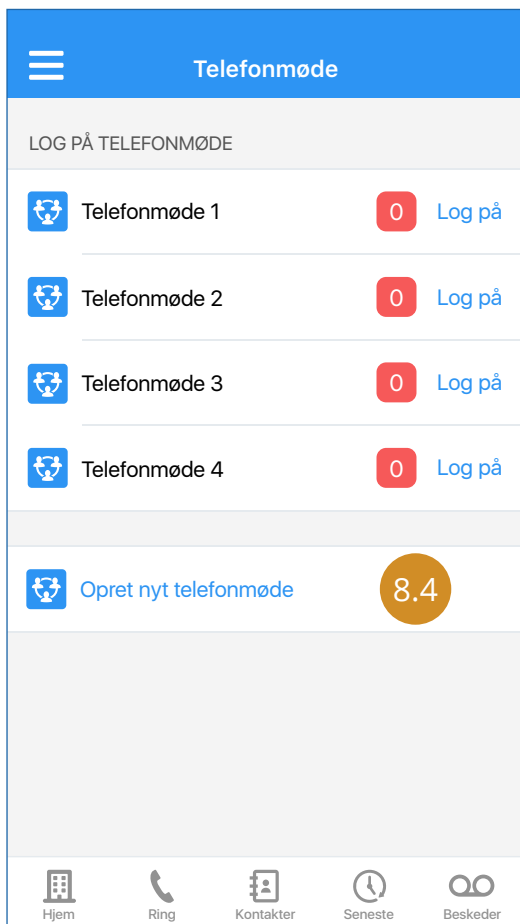 Telefonmøde
LOG PÅ TELEFONMØDE
Telefonmøde 1 0 Log på
Telefonmøde 2 0 Log på
Telefonmøde 3 0 Log på
Telefonmøde 4 0 Log på
Opret nyt telefonmøde 8.4
Hjem Ring Kontakter Seneste Beskeder